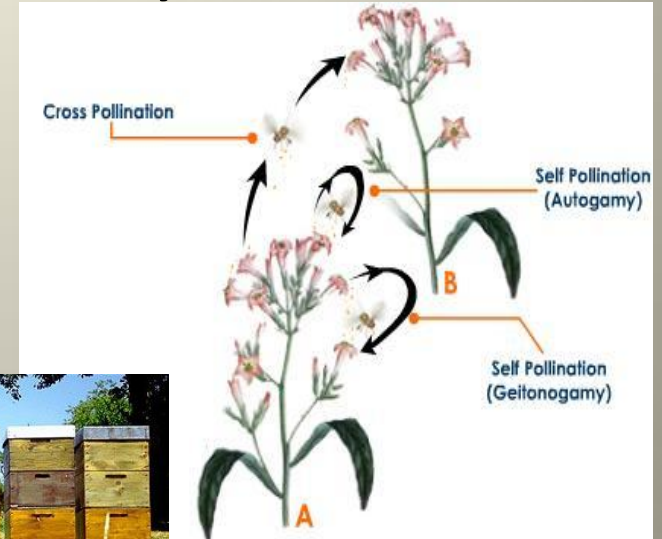 Cross Pollination
Self Pollination
(Autogamy)
B
Self Pollination
(Geitonogamy)
A